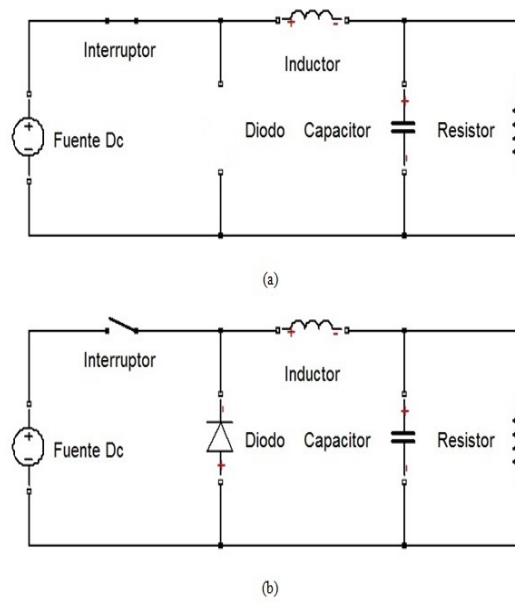 Interruptor
Inductor
Fuente Dc
Diodo
Capacitor
Resistor
(a)
Interruptor
Inductor
Fuente Dc
Diodo
Capacitor
Resistor
(b)